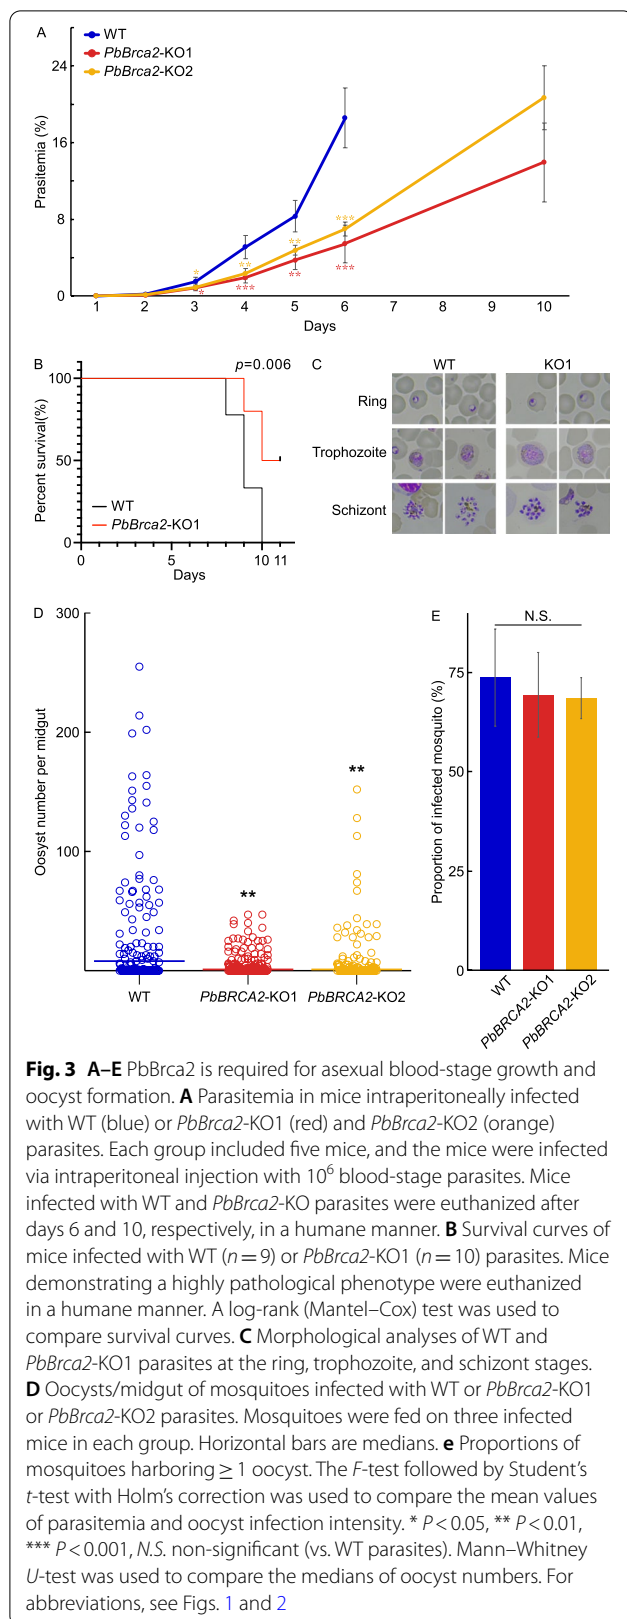 A
WT
PbBrca2-KO1
PbBrca2-KO2
Prasitemia (%)
24
16
8
0
1 2 3 4 5 6 7 8 9 10
Days
*
*
**
***
**
**
***
***
B
p=0.006
Percent survival(%)
100
50
0
WT
PbBrca2-KO1
0 5 10 11
Days
C
WT KO1
Ring
Trophozoite
Schizont
D
Oosyst number per midgut
300
200
100
**
**
WT PbBRCA2-KO1 PbBRCA2-KO2
E
N.S.
Proportion of infected mosquito (%)
75
50
25
0
WT
PbBRCA2-KO1
PbBRCA2-KO2
Fig. 3 A–E PbBrca2 is required for asexual blood-stage growth and
oocyst formation. A Parasitemia in mice intraperitoneally infected
with WT (blue) or PbBrca2-KO1 (red) and PbBrca2-KO2 (orange)
parasites. Each group included five mice, and the mice were infected
via intraperitoneal injection with 10⁶ blood-stage parasites. Mice
infected with WT and PbBrca2-KO parasites were euthanized after
days 6 and 10, respectively, in a humane manner. B Survival curves of
mice infected with WT (n = 9) or PbBrca2-KO1 (n = 10) parasites. Mice
demonstrating a highly pathological phenotype were euthanized
in a humane manner. A log-rank (Mantel–Cox) test was used to
compare survival curves. C Morphological analyses of WT and
PbBrca2-KO1 parasites at the ring, trophozoite, and schizont stages.
D Oocysts/midgut of mosquitoes infected with WT or PbBrca2-KO1
or PbBrca2-KO2 parasites. Mosquitoes were fed on three infected
mice in each group. Horizontal bars are medians. e Proportions of
mosquitoes harboring ≥ 1 oocyst. The F-test followed by Student's
t-test with Holm's correction was used to compare the mean values
of parasitemia and oocyst infection intensity. * P < 0.05, ** P < 0.01,
*** P < 0.001, N.S. non-significant (vs. WT parasites). Mann–Whitney
U-test was used to compare the medians of oocyst numbers. For
abbreviations, see Figs. 1 and 2